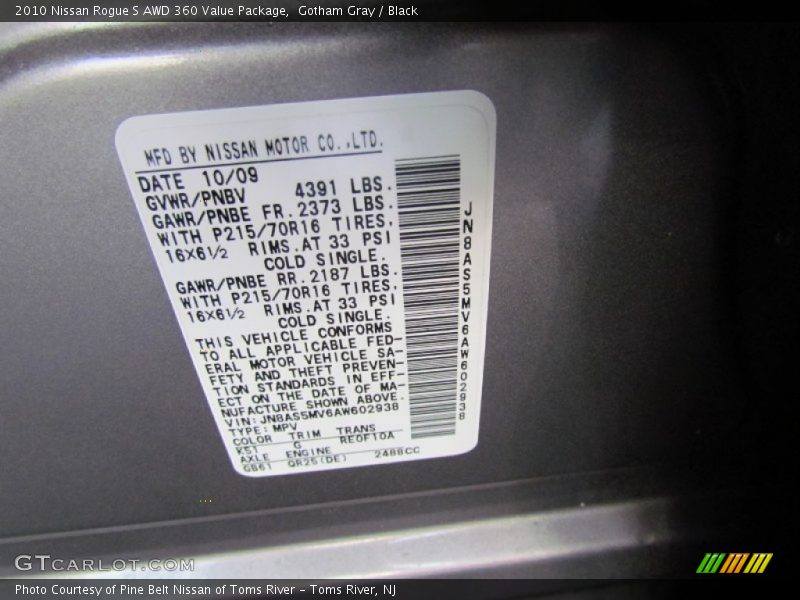 2010 Nissan Rogue S AWD 360 Value Package,  Gotham Gray / Black
MFD BY NISSAN MOTOR CO.,LTD.
DATE 10/09
GVWR/PNBV 4391 LBS.
GAWR/PNBE FR. 2373 LBS.
WITH P215/70R16 TIRES,
16X6½ RIMS.AT 33 PSI
COLD SINGLE.
GAWR/PNBE RR. 2187 LBS.
WITH P215/70R16 TIRES,
16X6½ RIMS.AT 33 PSI
COLD SINGLE.
THIS VEHICLE CONFORMS
TO ALL APPLICABLE FED-
ERAL MOTOR VEHICLE SA-
FETY AND THEFT PREVEN-
TION STANDARDS IN EFF-
ECT ON THE DATE OF MA-
NUFACTURE SHOWN ABOVE.
VIN:JN8AS5MV6AW602938
TYPE:MPV
COLOR TRIM TRANS
K51 G RE0F10A
AXLE ENGINE
GB61 QR25(DE) 2488CC
JN8AS5MV6AW602938
GTCARLOT.COM
Photo Courtesy of Pine Belt Nissan of Toms River – Toms River, NJ